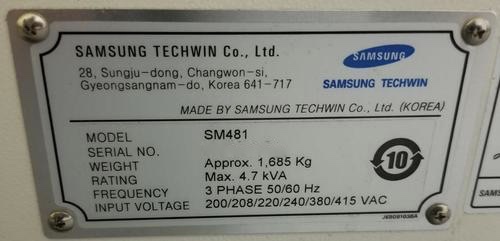 SAMSUNG TECHWIN Co., Ltd.
28, Sungju-dong, Changwon-si,
Gyeongsangnam-do, Korea 641-717
SAMSUNG
SAMSUNG TECHWIN
MADE BY SAMSUNG TECHWIN Co., Ltd. (KOREA)
MODEL SM481
SERIAL NO.
WEIGHT Approx. 1,685 Kg
RATING Max. 4.7 kVA
FREQUENCY 3 PHASE 50/60 Hz
INPUT VOLTAGE 200/208/220/240/380/415 VAC
10